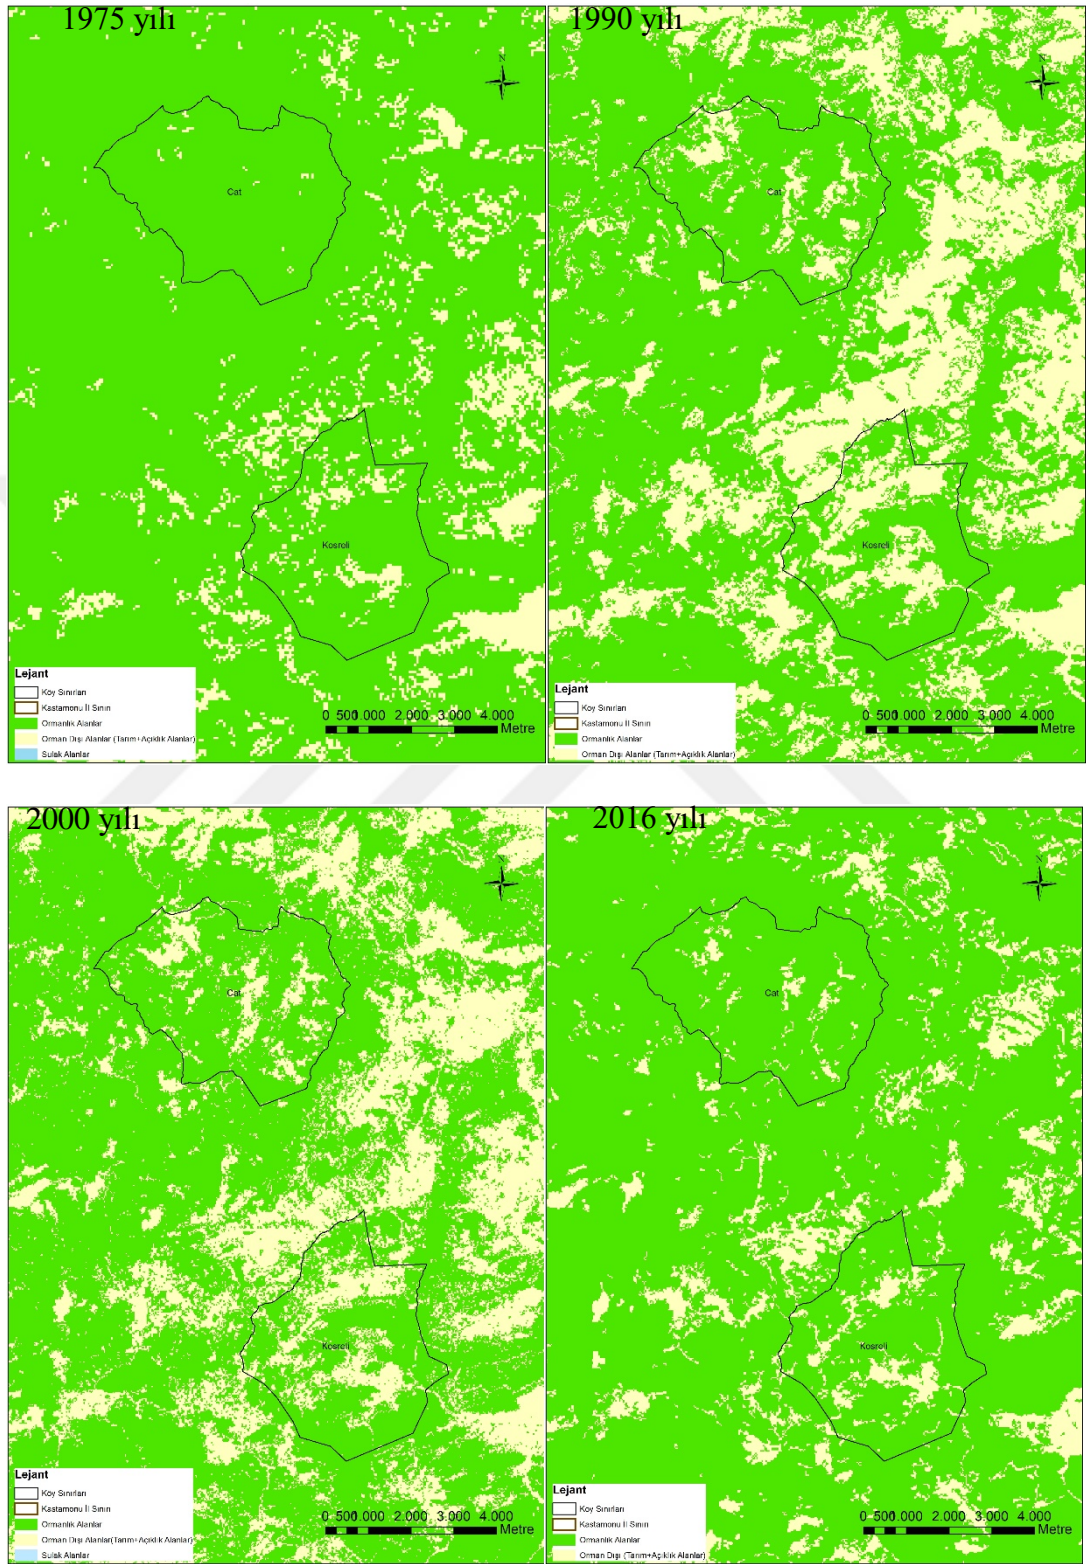 1975 yılı
N
Cat
Kosreli
Lejant
Köy Sınırları
Kastamonu İl Sınırı
Ormanlık Alanlar
Orman Dışı Alanlar (Tarım+Açıklık Alanlar)
Sulak Alanlar
0 500 1.000 2.000 3.000 4.000
Metre
1990 yılı
N
Cat
Kosreli
Lejant
Köy Sınırları
Kastamonu İl Sınırı
Ormanlık Alanlar
Orman Dışı Alanlar (Tarım+Açıklık Alanlar)
0 500 1.000 2.000 3.000 4.000
Metre
2000 yılı
N
Cat
Kosreli
Lejant
Köy Sınırları
Kastamonu İl Sınırı
Ormanlık Alanlar
Orman Dışı Alanlar(Tarım+Açıklık Alanlar)
Sulak Alanlar
0 500 1.000 2.000 3.000 4.000
Metre
2016 yılı
N
Cat
Kosreli
Lejant
Köy Sınırları
Kastamonu İl Sınırı
Ormanlık Alanlar
Orman Dışı (Tarım+Açıklık Alanlar)
0 500 1.000 2.000 3.000 4.000
Metre